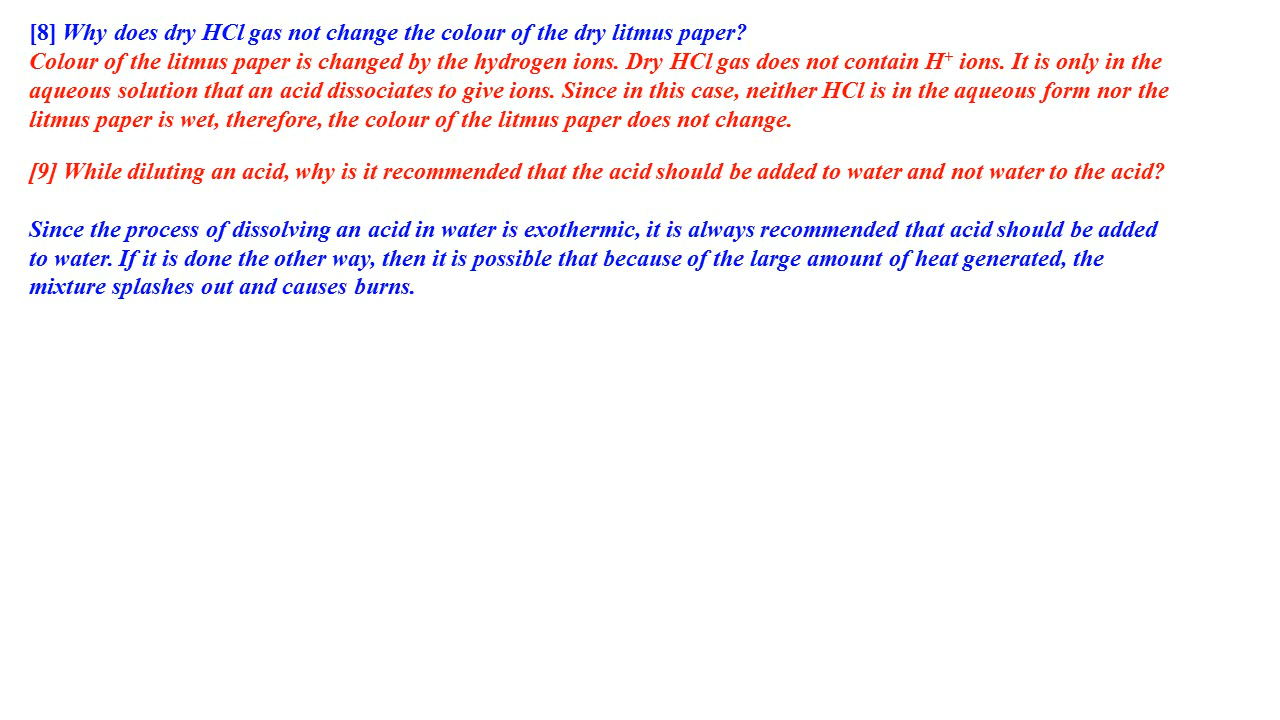 [8] Why does dry HCl gas not change the colour of the dry litmus paper?
Colour of the litmus paper is changed by the hydrogen ions. Dry HCl gas does not contain H⁺ ions. It is only in the
aqueous solution that an acid dissociates to give ions. Since in this case, neither HCl is in the aqueous form nor the
litmus paper is wet, therefore, the colour of the litmus paper does not change.
[9] While diluting an acid, why is it recommended that the acid should be added to water and not water to the acid?
Since the process of dissolving an acid in water is exothermic, it is always recommended that acid should be added
to water. If it is done the other way, then it is possible that because of the large amount of heat generated, the
mixture splashes out and causes burns.